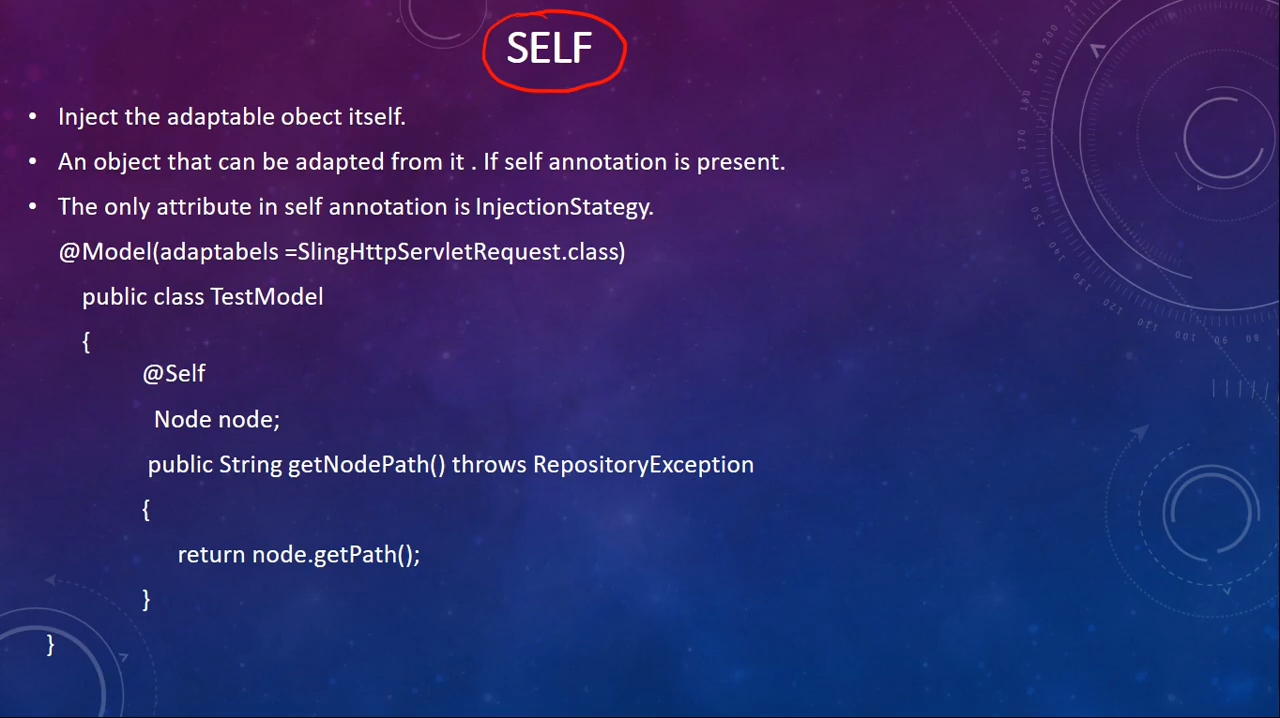 SELF
• Inject the adaptable obect itself.
• An object that can be adapted from it . If self annotation is present.
• The only attribute in self annotation is InjectionStategy.
@Model(adaptabels =SlingHttpServletRequest.class)
public class TestModel
{
@Self
Node node;
public String getNodePath() throws RepositoryException
{
return node.getPath();
}
}